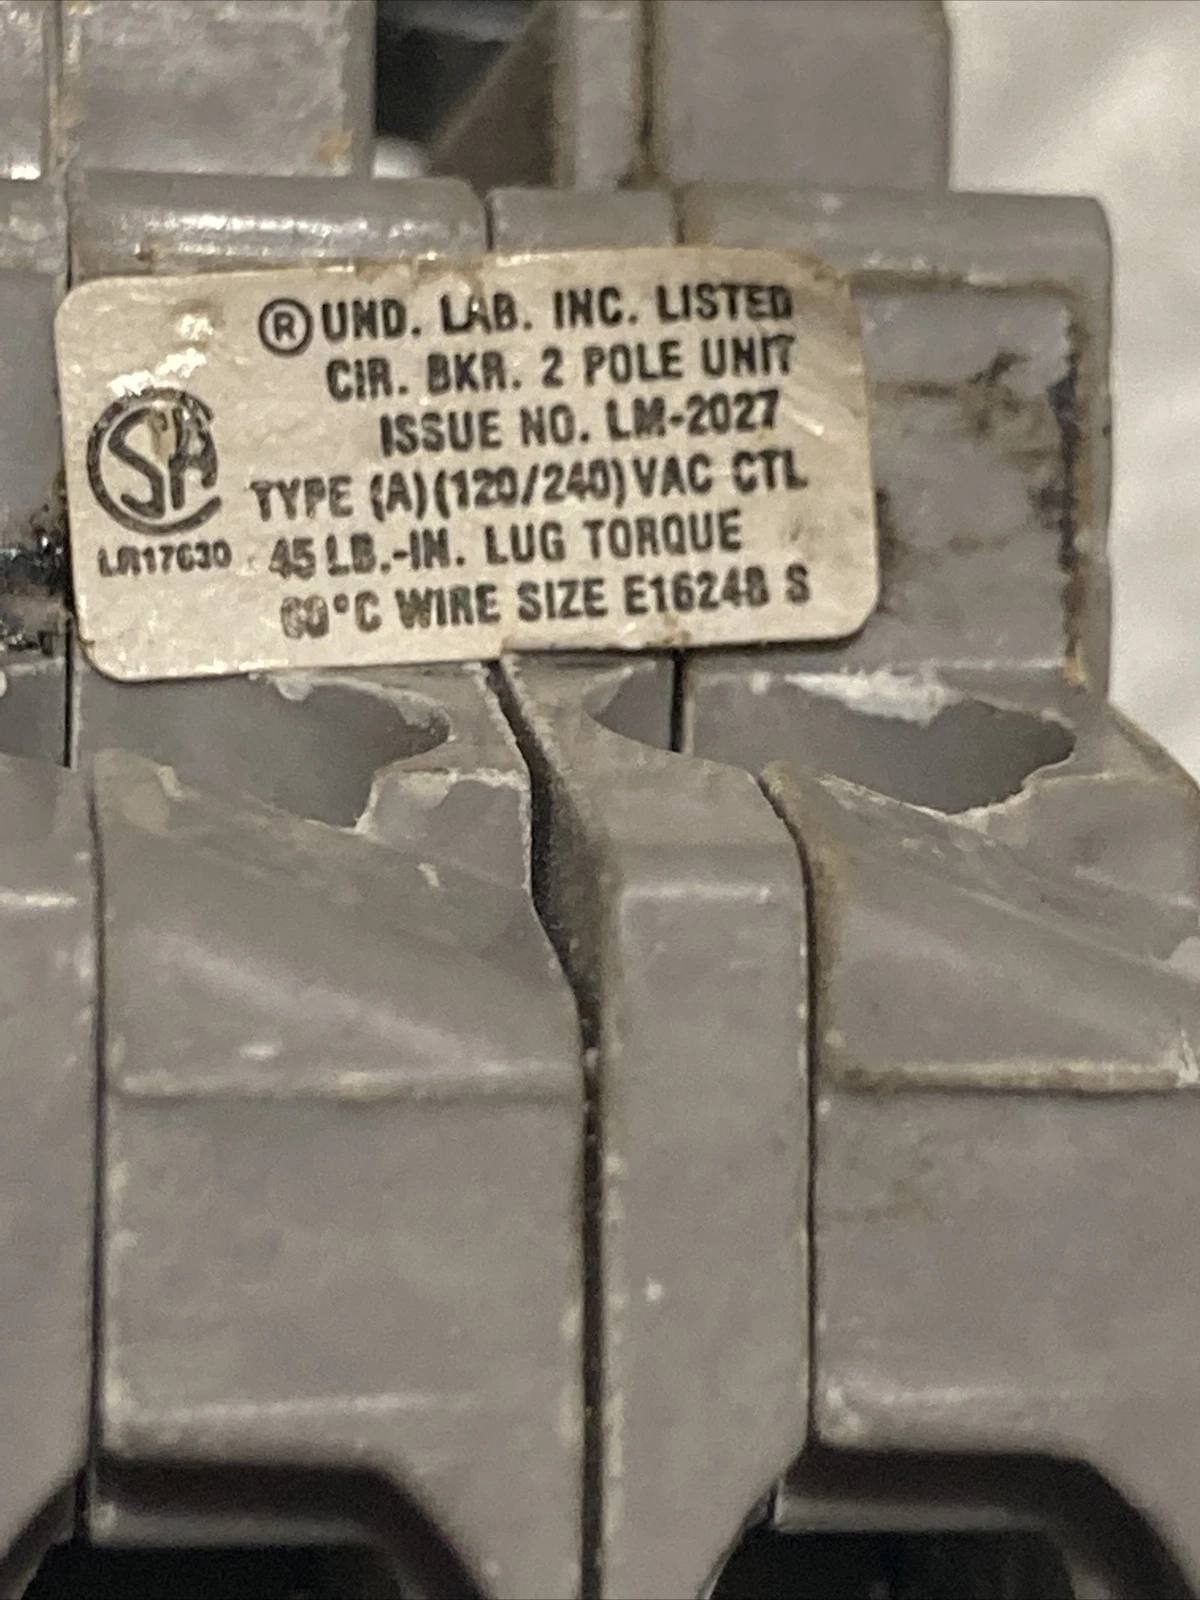 ®UND. LAB. INC. LISTED
CIR. BKR. 2 POLE UNIT
ISSUE NO. LM-2027
TYPE (A)(120/240)VAC CTL
45 LB.-IN. LUG TORQUE
60°C WIRE SIZE E16248 S
SA
LR17630